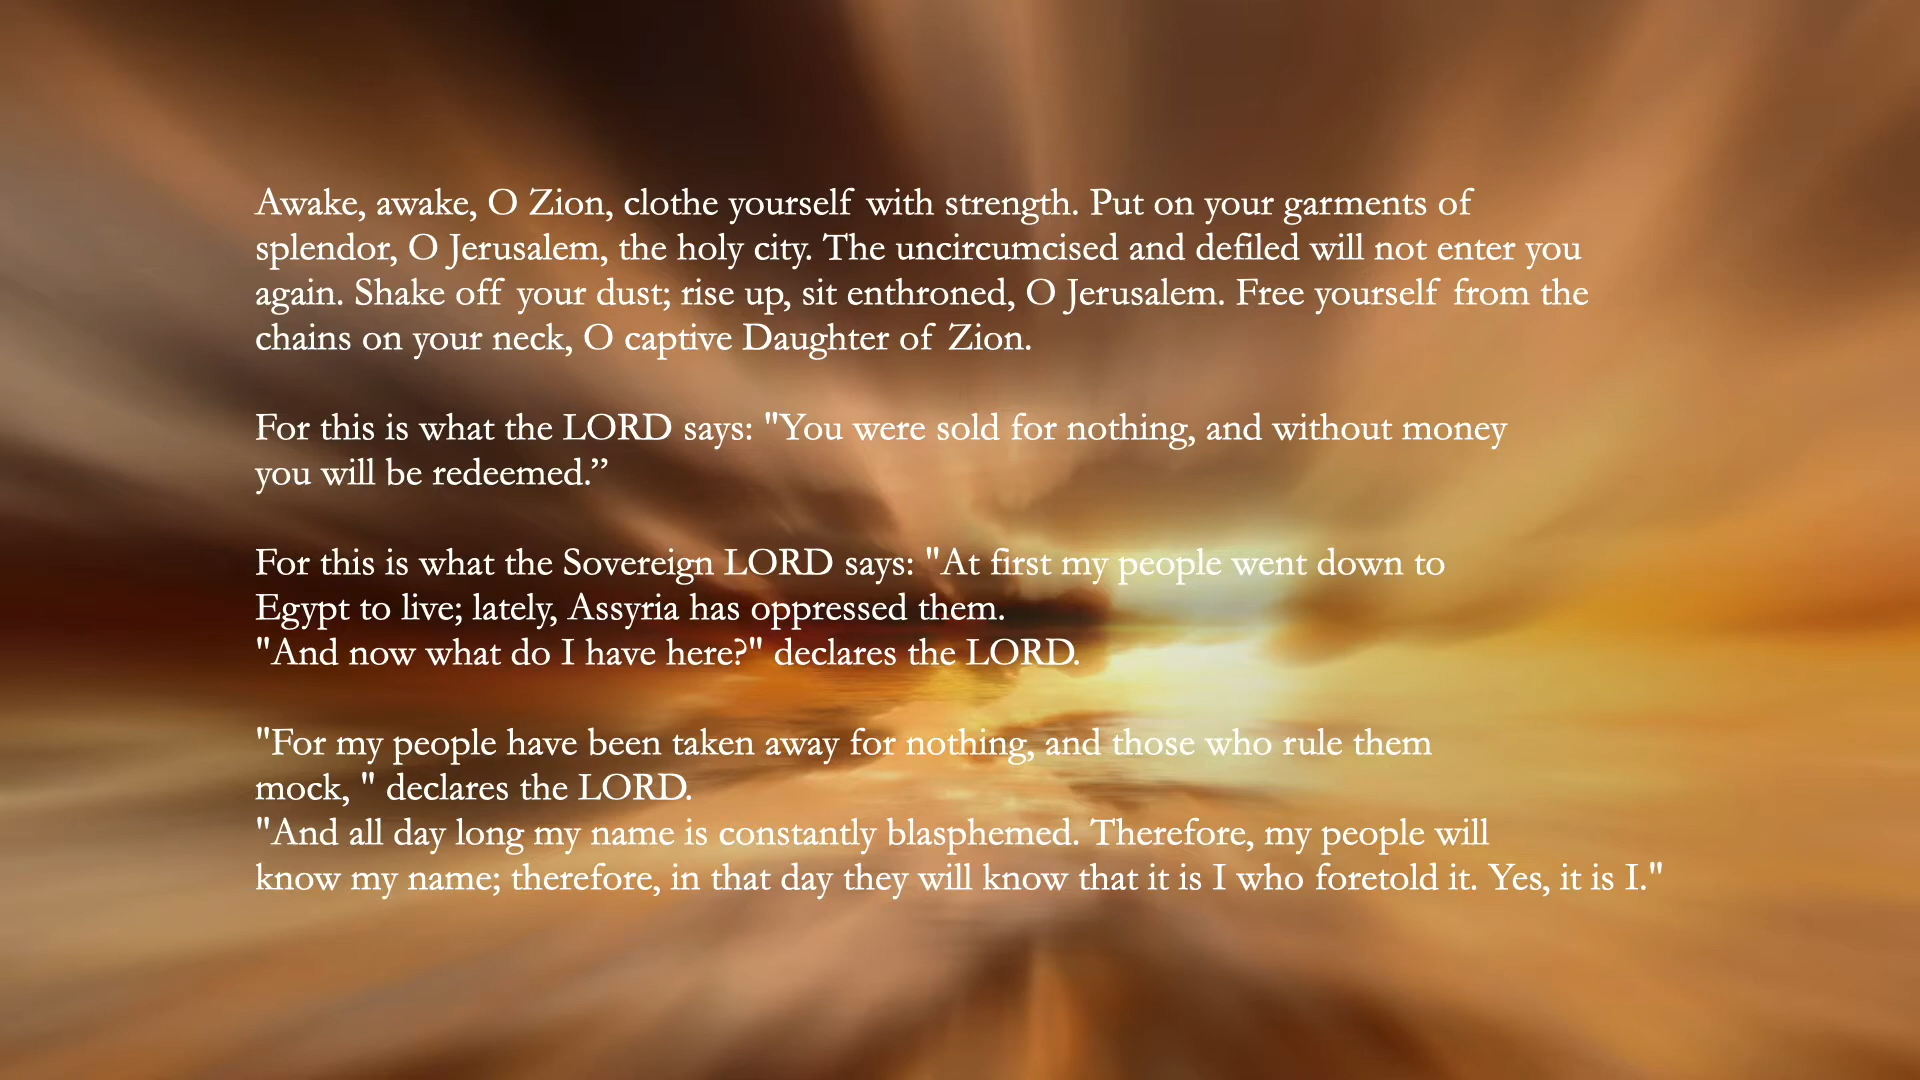 Awake, awake, O Zion, clothe yourself with strength. Put on your garments of
splendor, O Jerusalem, the holy city. The uncircumcised and defiled will not enter you
again. Shake off your dust; rise up, sit enthroned, O Jerusalem. Free yourself from the
chains on your neck, O captive Daughter of Zion.
For this is what the LORD says: "You were sold for nothing, and without money
you will be redeemed.”
For this is what the Sovereign LORD says: "At first my people went down to
Egypt to live; lately, Assyria has oppressed them.
"And now what do I have here?" declares the LORD.
"For my people have been taken away for nothing, and those who rule them
mock, " declares the LORD.
"And all day long my name is constantly blasphemed. Therefore, my people will
know my name; therefore, in that day they will know that it is I who foretold it. Yes, it is I."